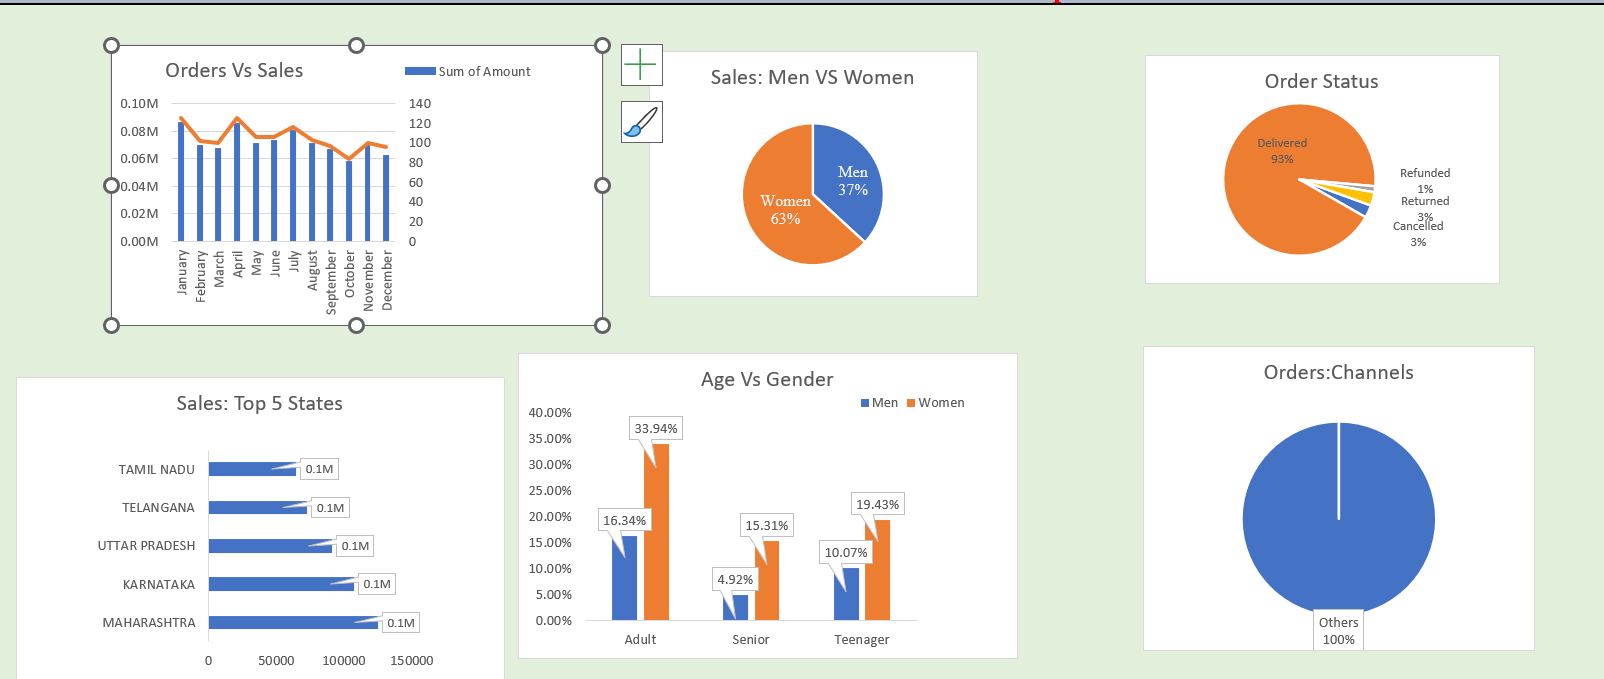 Orders Vs Sales
Sum of Amount
0.10M
0.08M
0.06M
0.04M
0.02M
0.00M
140
120
100
80
60
40
20
0
January
February
March
April
May
June
July
August
September
October
November
December
Sales: Men VS Women
Men
37%
Women
63%
Order Status
Delivered
93%
Refunded
1%
Returned
3%
Cancelled
3%
Sales: Top 5 States
TAMIL NADU
0.1M
TELANGANA
0.1M
UTTAR PRADESH
0.1M
KARNATAKA
0.1M
MAHARASHTRA
0.1M
0 50000 100000 150000
Age Vs Gender
Men Women
40.00%
35.00%
30.00%
25.00%
20.00%
15.00%
10.00%
5.00%
0.00%
33.94%
16.34%
15.31%
4.92%
19.43%
10.07%
Adult Senior Teenager
Orders:Channels
Others
100%